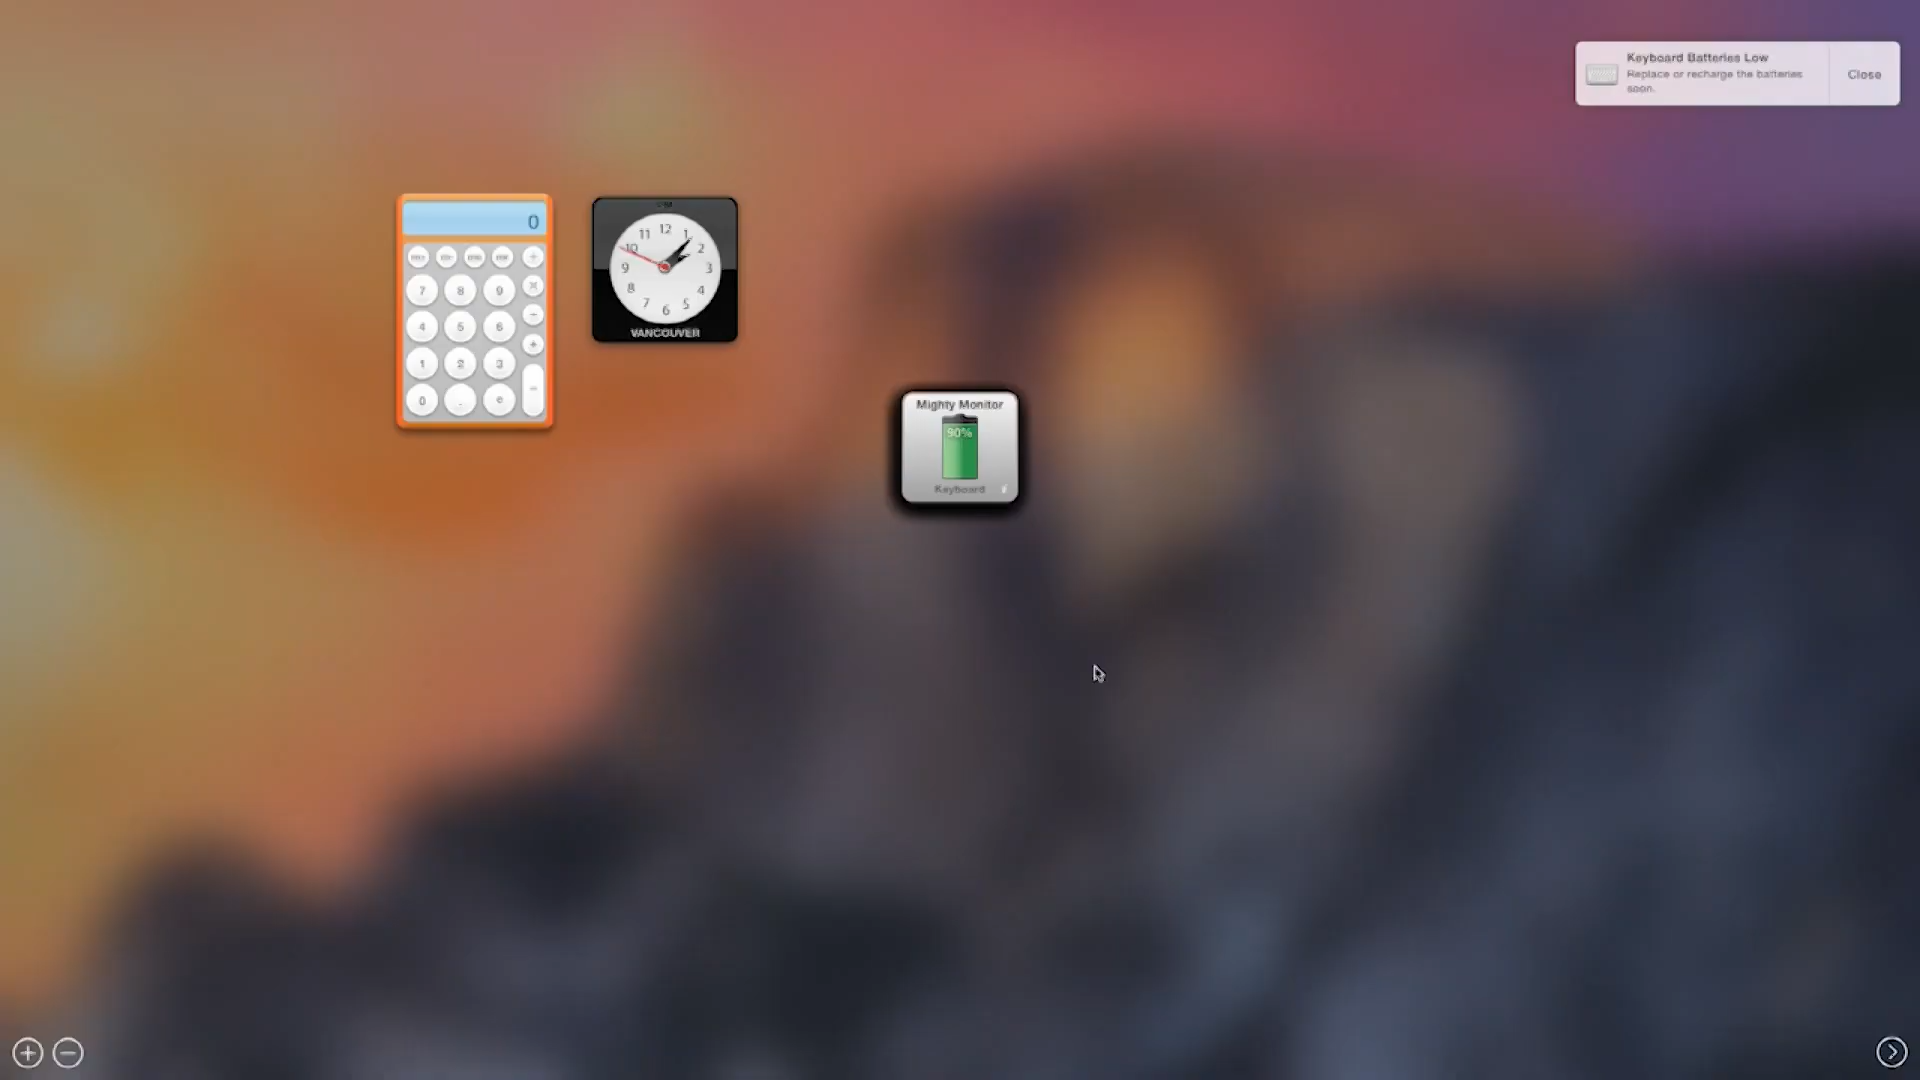 Keyboard Batteries Low
Replace or recharge the batteries
soon.
Close
0
7 8 9 ×
4 5 6 −
1 2 3 +
0 . c =
11 12 1
10 2
9 3
8 4
7 6 5
VANCOUVER
Mighty Monitor
90%
Keyboard